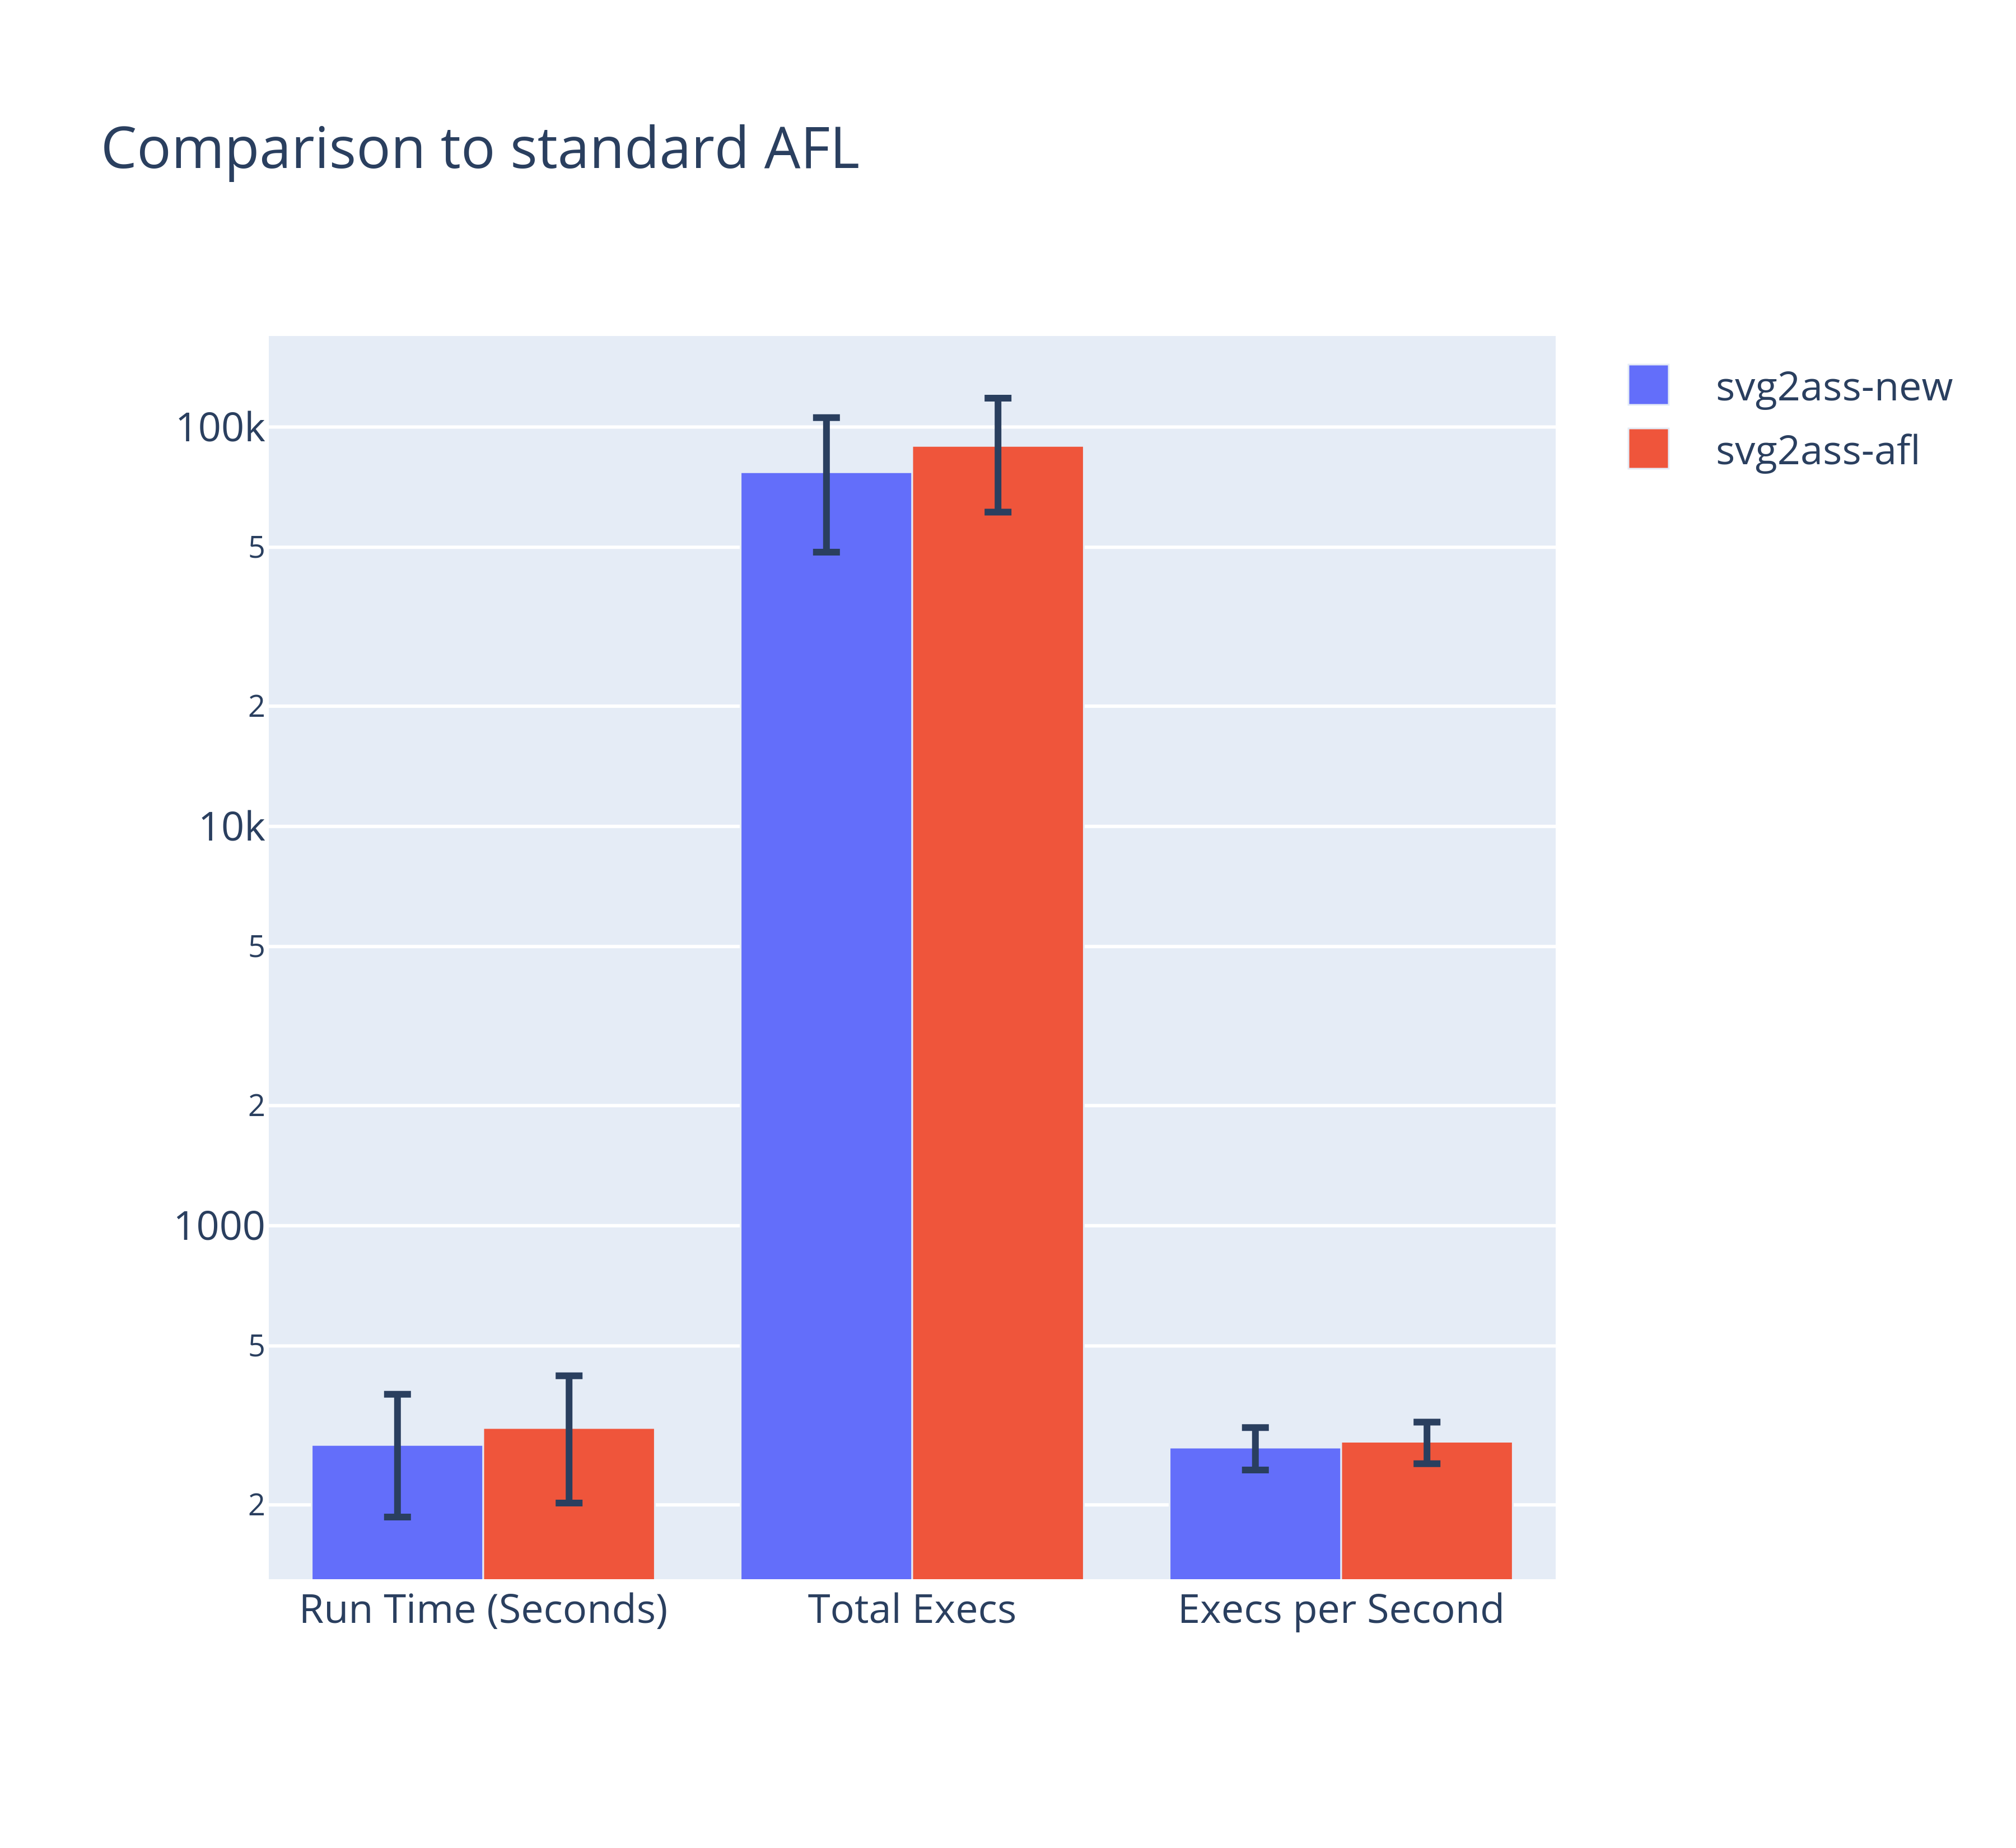 Comparison to standard AFL
svg2ass-new
svg2ass-afl
100k
5
2
10k
5
2
1000
5
2
Run Time (Seconds)
Total Execs
Execs per Second